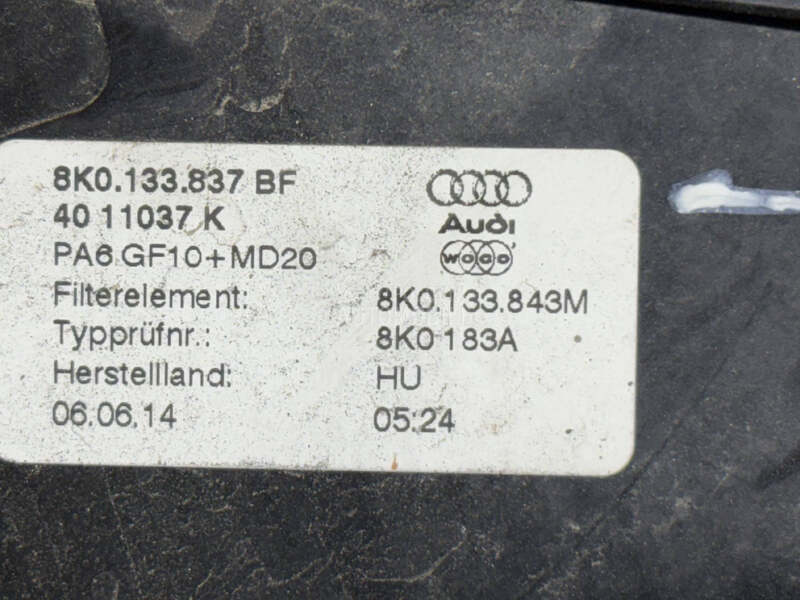 8K0.133.837 BF
40 11037 K
Audi
PA6 GF10+MD20
WOCO
Filterelement: 8K0.133.843M
Typprüfnr.: 8K0 183A
Herstellland: HU
06.06.14 05:24